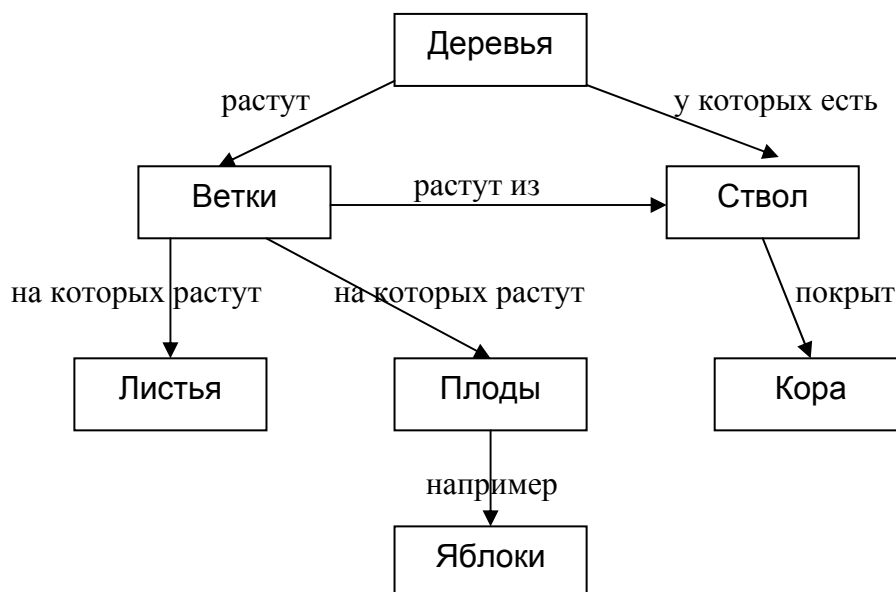 Деревья
растут
у которых есть
Ветки
растут из
Ствол
на которых растут
на которых растут
покрыт
Листья
Плоды
Кора
например
Яблоки